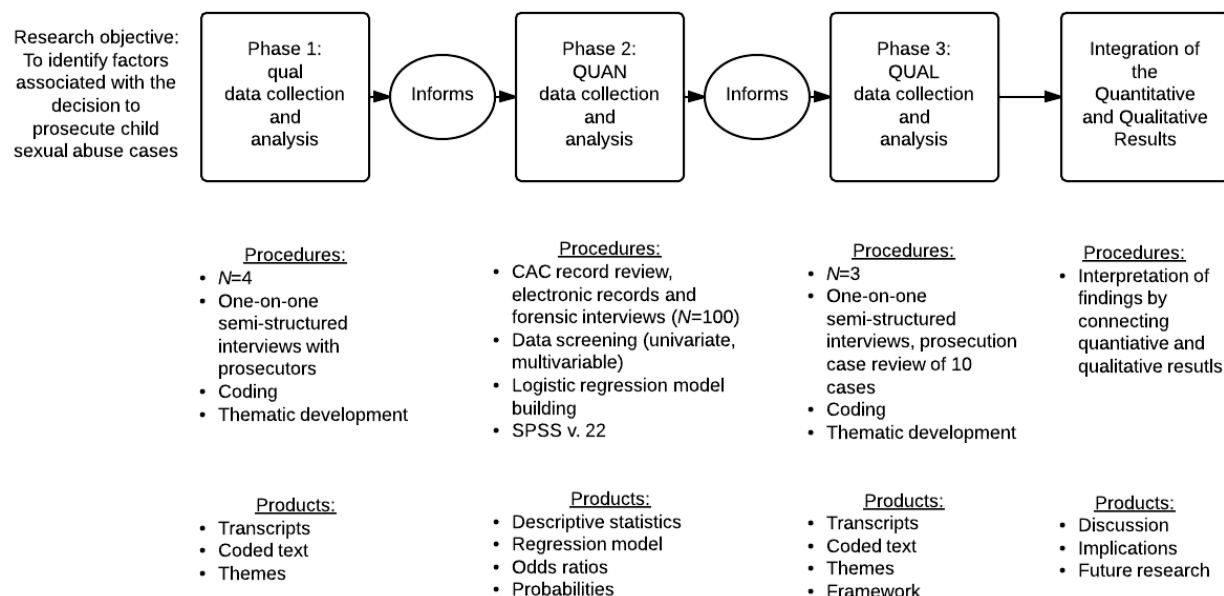 Research objective:
To identify factors
associated with the
decision to
prosecute child
sexual abuse cases
Phase 1:
qual
data collection
and
analysis
Informs
Phase 2:
QUAN
data collection
and
analysis
Informs
Phase 3:
QUAL
data collection
and
analysis
Integration of
the
Quantitative
and Qualitative
Results
Procedures:
• N=4
• One-on-one
semi-structured
interviews with
prosecutors
• Coding
• Thematic development
Procedures:
• CAC record review,
electronic records and
forensic interviews (N=100)
• Data screening (univariate,
multivariable)
• Logistic regression model
building
• SPSS v. 22
Procedures:
• N=3
• One-on-one
semi-structured
interviews, prosecution
case review of 10
cases
• Coding
• Thematic development
Procedures:
• Interpretation of
findings by
connecting
quantiative and
qualitative resutls
Products:
• Transcripts
• Coded text
• Themes
Products:
• Descriptive statistics
• Regression model
• Odds ratios
• Probabilities
Products:
• Transcripts
• Coded text
• Themes
• Framework
Products:
• Discussion
• Implications
• Future research